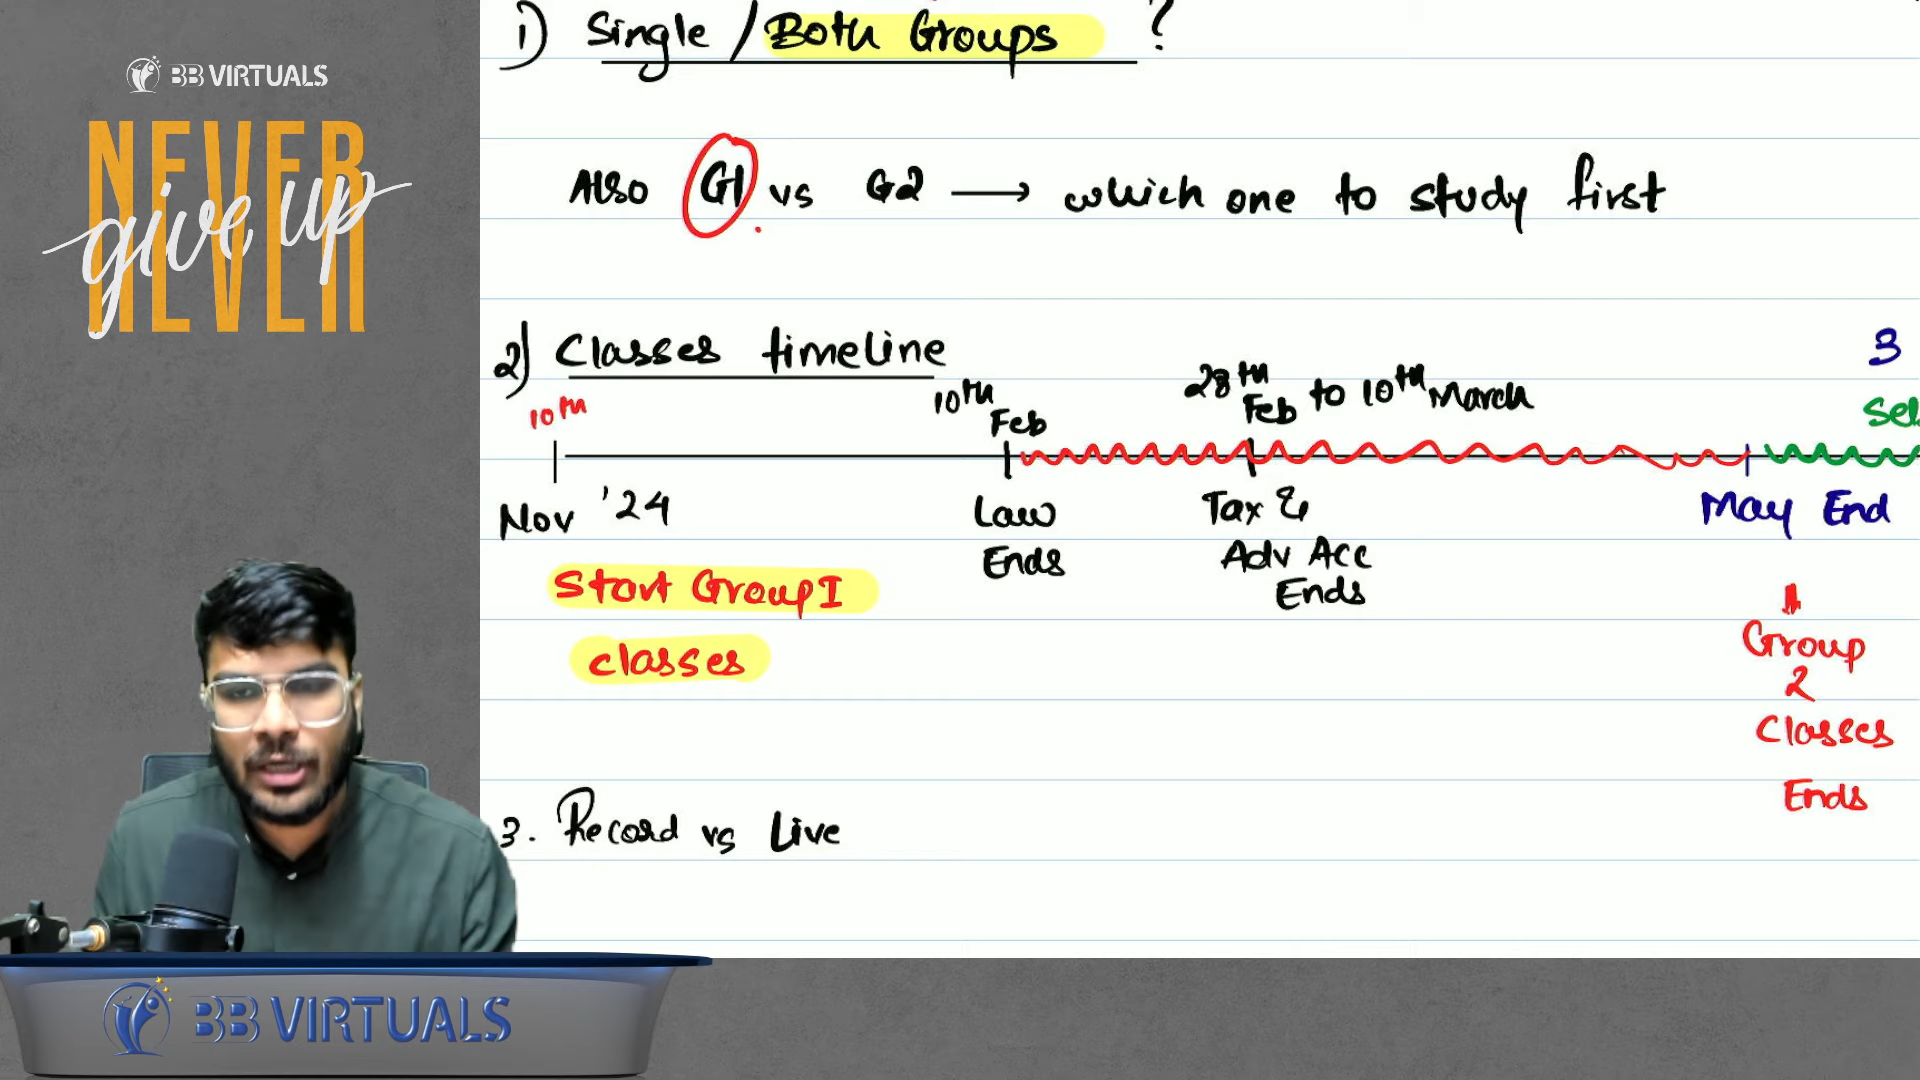 BB VIRTUALS
NEVER
give up
NEVER
1) Single / Both Groups ?
Also G1 vs G2 → which one to study first
2) Classes timeline
10th
10th Feb
28th Feb to 10th March
3
Nov '24
Law Ends
Tax & Adv Acc Ends
May End
Start Group I
classes
Group
2
Classes
Ends
3. Record vs Live
BB VIRTUALS